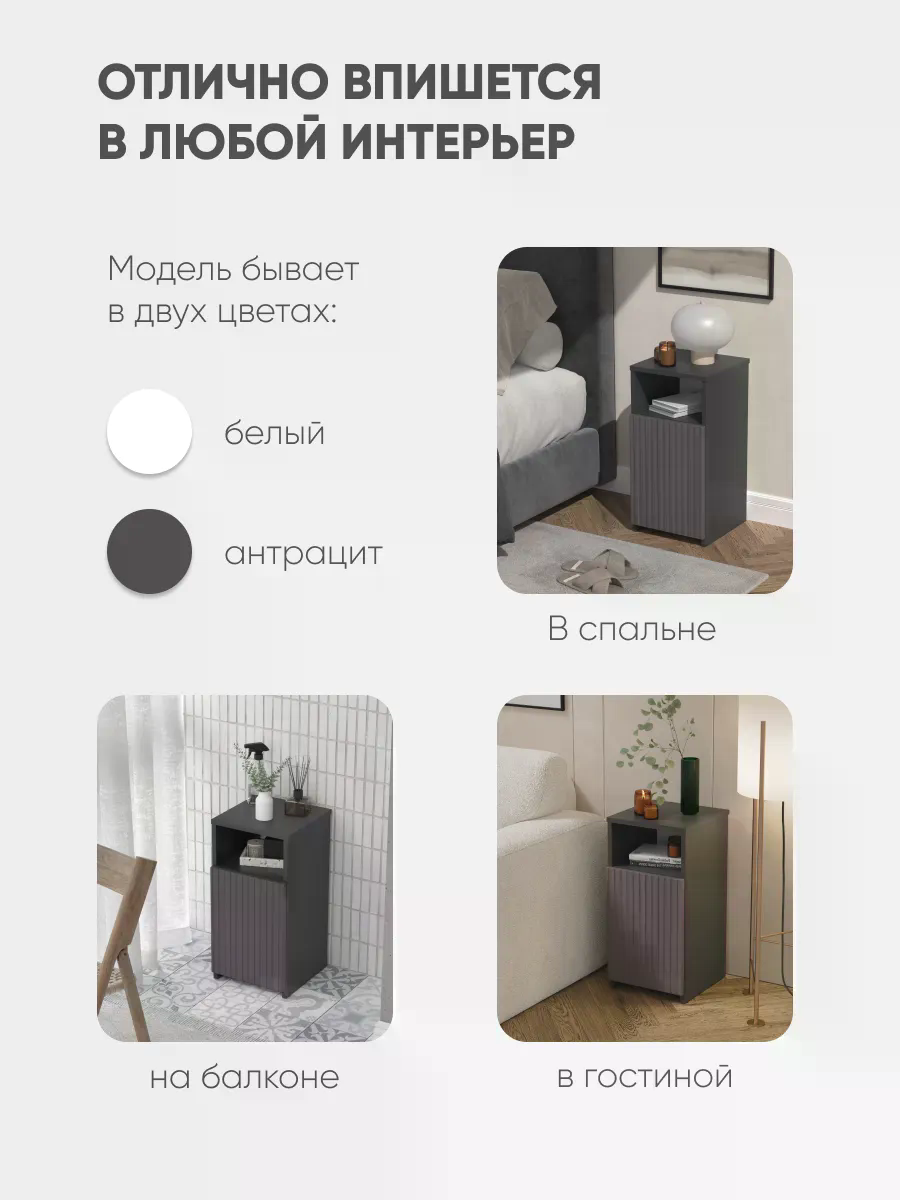 ОТЛИЧНО ВПИШЕТСЯ
В ЛЮБОЙ ИНТЕРЬЕР
Модель бывает
в двух цветах:
белый
антрацит
В спальне
на балконе
в гостиной